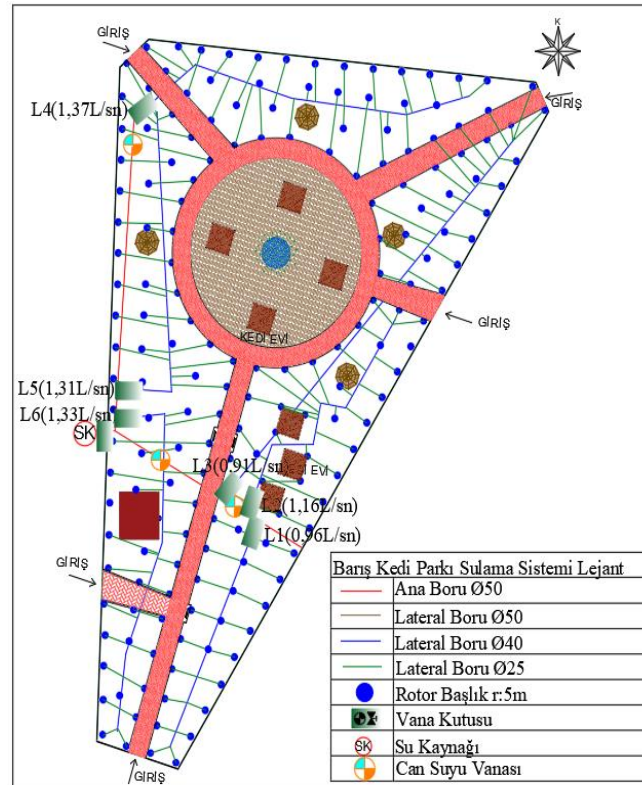 GİRİŞ
K
L4(1,37L/sn)
GİRİŞ
GİRİŞ
KEDİ EVİ
L5(1,31L/sn)
L6(1,33L/sn)
SK
L3(0,91L/sn)
L2(1,16L/sn)
L1(0,96L/sn)
GİRİŞ
GİRİŞ
Barış Kedi Parkı Sulama Sistemi Lejant
Ana Boru Ø50
Lateral Boru Ø50
Lateral Boru Ø40
Lateral Boru Ø25
Rotor Başlık r:5m
Vana Kutusu
SK Su Kaynağı
Can Suyu Vanası